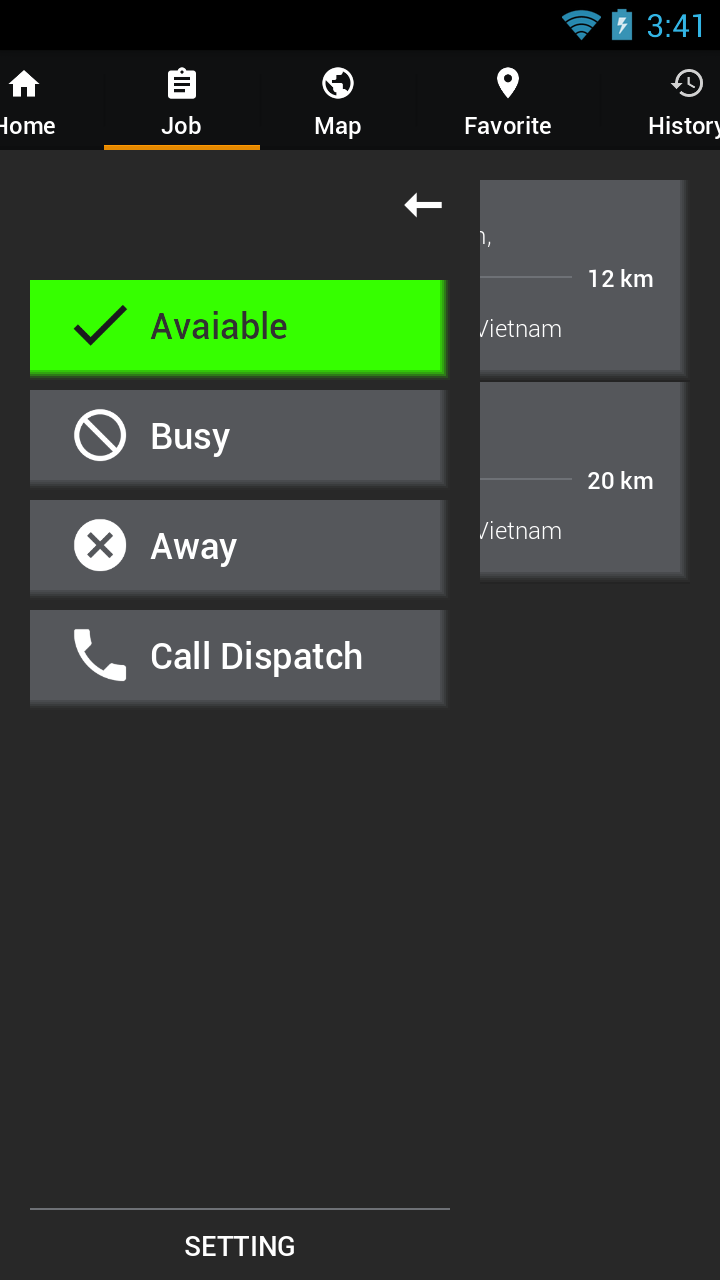 3:41
Home Job Map Favorite History
Avaiable
Busy
Away
Call Dispatch
12 km
Vietnam
20 km
Vietnam
SETTING